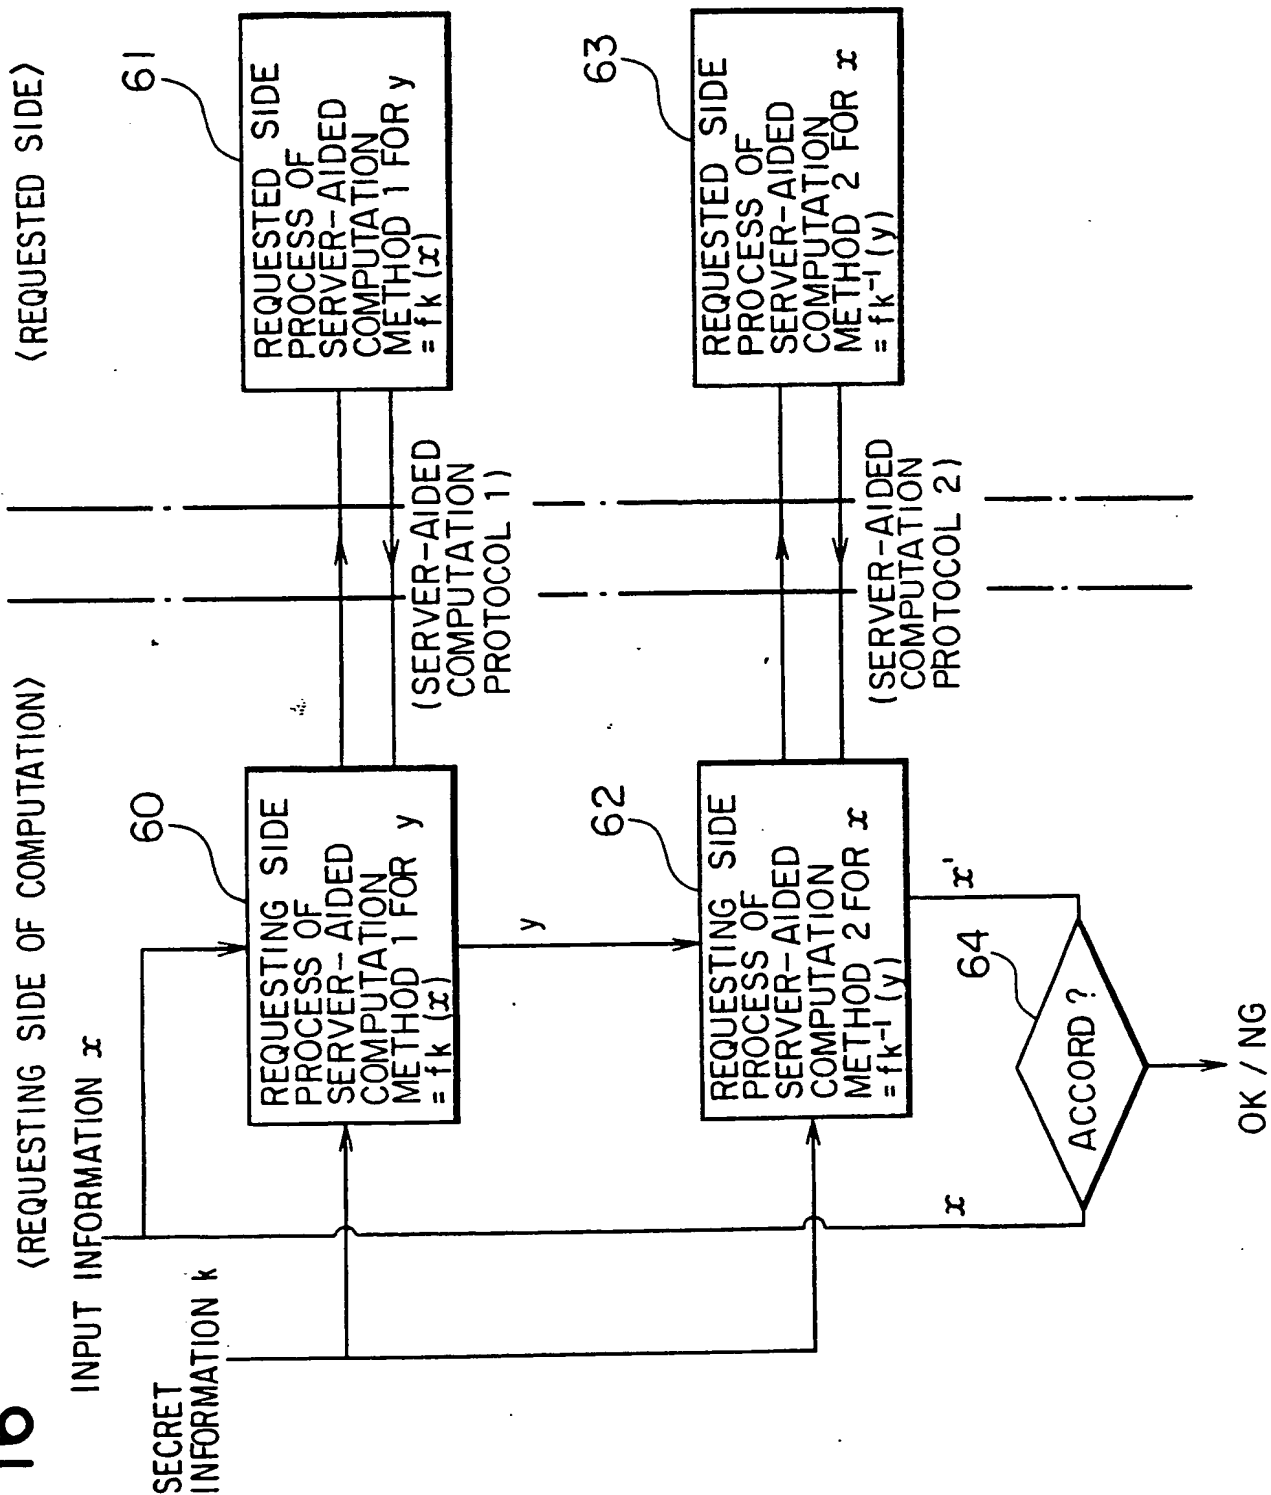 〈REQUESTING SIDE OF COMPUTATION〉
〈REQUESTED SIDE〉
INPUT INFORMATION x
SECRET
INFORMATION k
60
REQUESTING SIDE
PROCESS OF
SERVER-AIDED
COMPUTATION
METHOD 1 FOR y
= fk (x)
61
REQUESTED SIDE
PROCESS OF
SERVER-AIDED
COMPUTATION
METHOD 1 FOR y
= fk (x)
(SERVER-AIDED
COMPUTATION
PROTOCOL 1)
y
62
REQUESTING SIDE
PROCESS OF
SERVER-AIDED
COMPUTATION
METHOD 2 FOR x
= fk⁻¹ (y)
63
REQUESTED SIDE
PROCESS OF
SERVER-AIDED
COMPUTATION
METHOD 2 FOR x
= fk⁻¹ (y)
(SERVER-AIDED
COMPUTATION
PROTOCOL 2)
x
x'
64
ACCORD ?
OK / NG